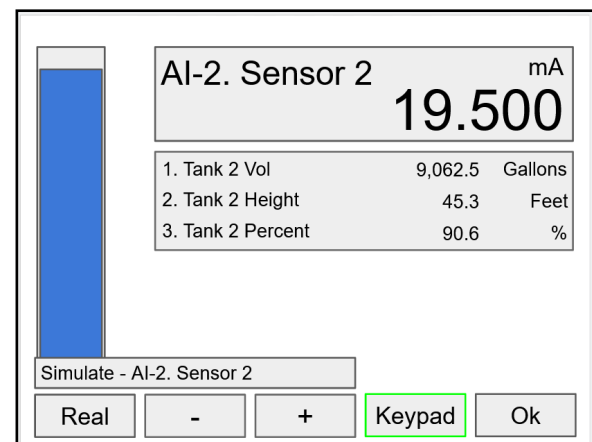 AI-2. Sensor 2 mA
19.500
1. Tank 2 Vol 9,062.5 Gallons
2. Tank 2 Height 45.3 Feet
3. Tank 2 Percent 90.6 %
Simulate - AI-2. Sensor 2
Real - + Keypad Ok